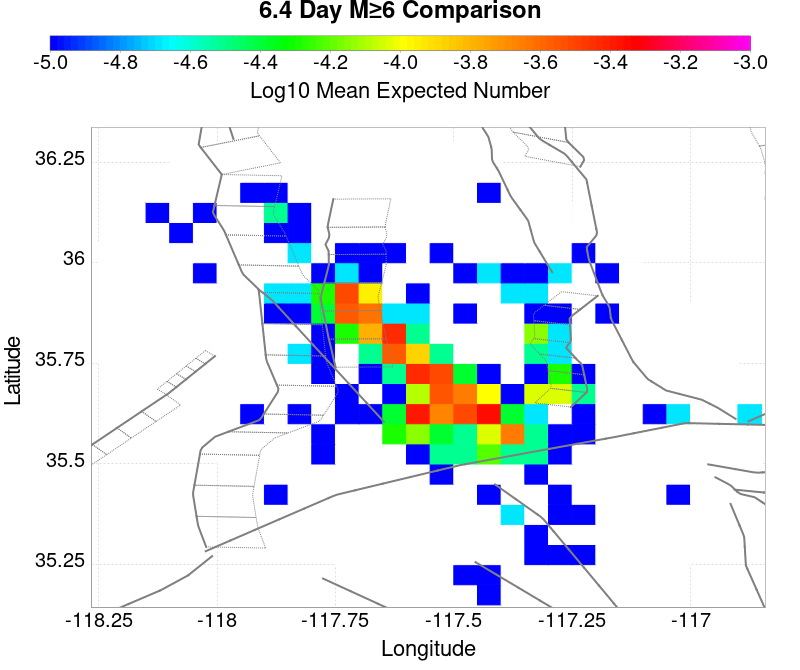 6.4 Day M≥6 Comparison
-5.0 -4.8 -4.6 -4.4 -4.2 -4.0 -3.8 -3.6 -3.4 -3.2 -3.0
Log10 Mean Expected Number
36.25
36
35.75
35.5
35.25
Latitude
-118.25 -118 -117.75 -117.5 -117.25 -117
Longitude